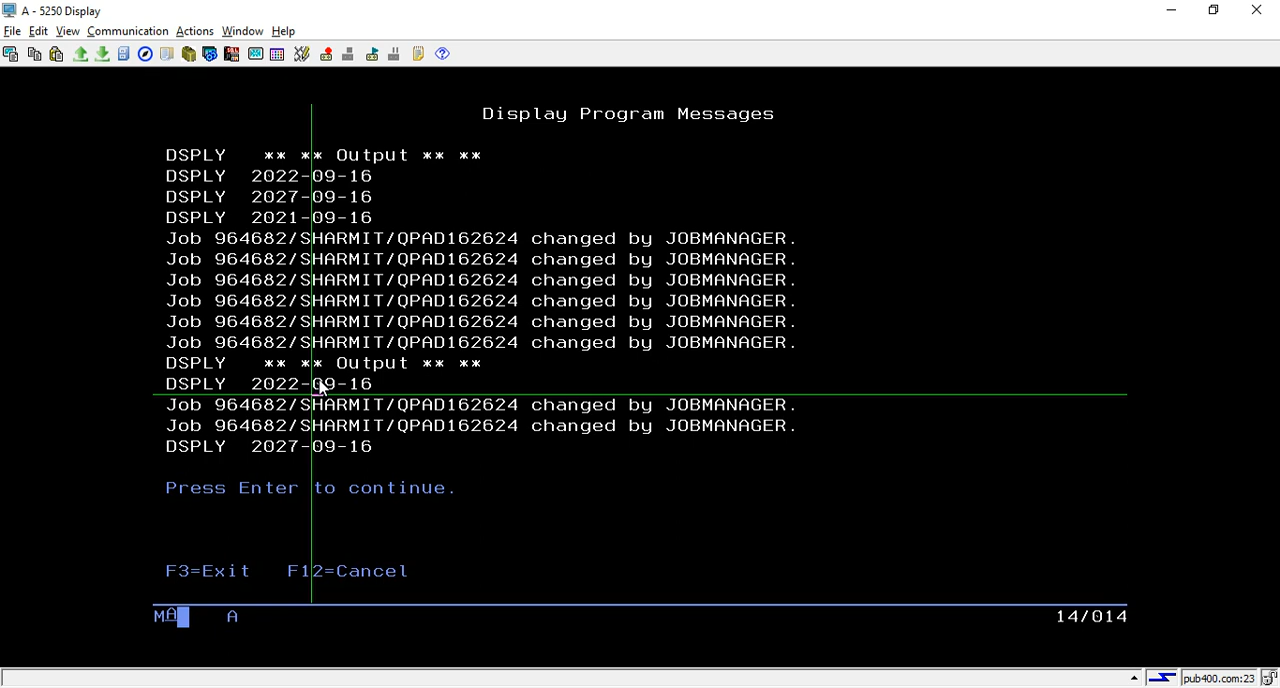 A - 5250 Display
File Edit View Communication Actions Window Help
Display Program Messages
DSPLY ** ** Output ** **
DSPLY 2022-09-16
DSPLY 2027-09-16
DSPLY 2021-09-16
Job 964682/SHARMIT/QPAD162624 changed by JOBMANAGER.
Job 964682/SHARMIT/QPAD162624 changed by JOBMANAGER.
Job 964682/SHARMIT/QPAD162624 changed by JOBMANAGER.
Job 964682/SHARMIT/QPAD162624 changed by JOBMANAGER.
Job 964682/SHARMIT/QPAD162624 changed by JOBMANAGER.
Job 964682/SHARMIT/QPAD162624 changed by JOBMANAGER.
DSPLY ** ** Output ** **
DSPLY 2022-09-16
Job 964682/SHARMIT/QPAD162624 changed by JOBMANAGER.
Job 964682/SHARMIT/QPAD162624 changed by JOBMANAGER.
DSPLY 2027-09-16
Press Enter to continue.
F3=Exit F12=Cancel
MA A 14/014
pub400.com:23